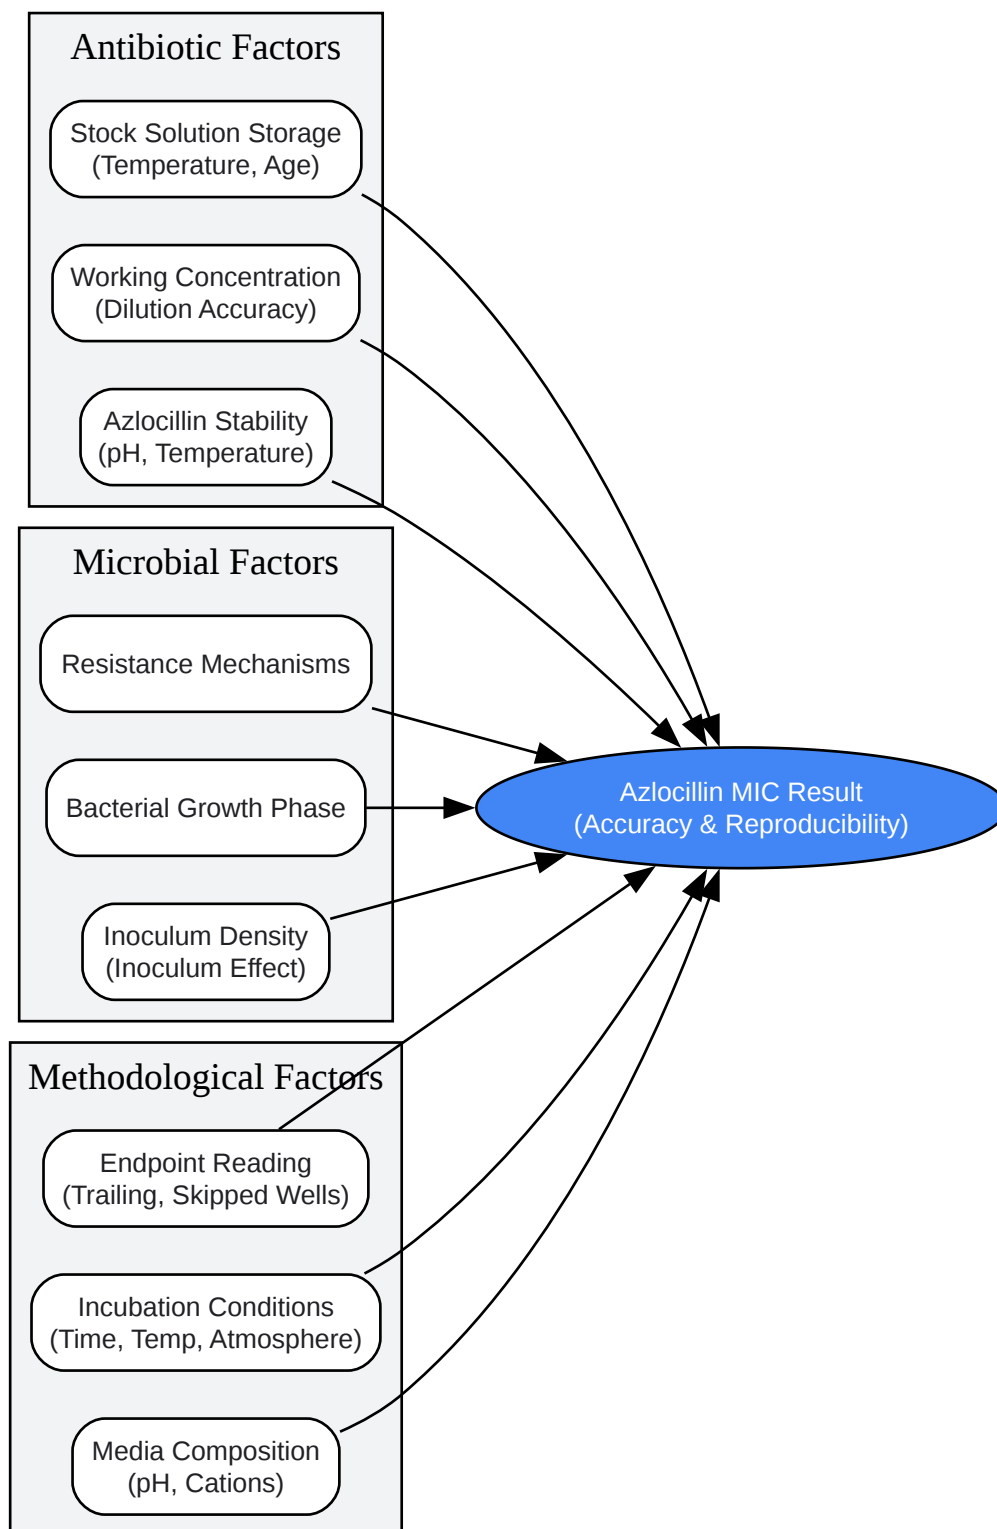 Antibiotic Factors
Stock Solution Storage
(Temperature, Age)
Working Concentration
(Dilution Accuracy)
Azlocillin Stability
(pH, Temperature)
Microbial Factors
Resistance Mechanisms
Bacterial Growth Phase
Inoculum Density
(Inoculum Effect)
Azlocillin MIC Result
(Accuracy & Reproducibility)
Methodological Factors
Endpoint Reading
(Trailing, Skipped Wells)
Incubation Conditions
(Time, Temp, Atmosphere)
Media Composition
(pH, Cations)